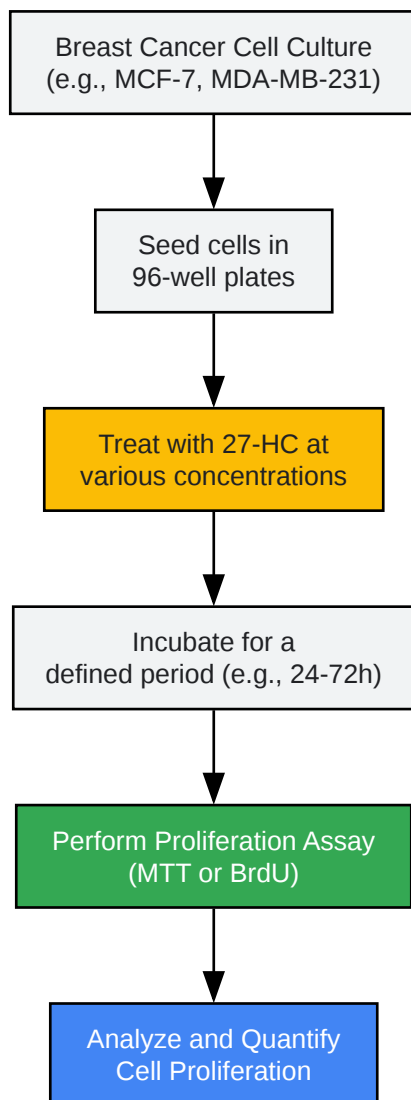 Breast Cancer Cell Culture
(e.g., MCF-7, MDA-MB-231)
Seed cells in
96-well plates
Treat with 27-HC at
various concentrations
Incubate for a
defined period (e.g., 24-72h)
Perform Proliferation Assay
(MTT or BrdU)
Analyze and Quantify
Cell Proliferation